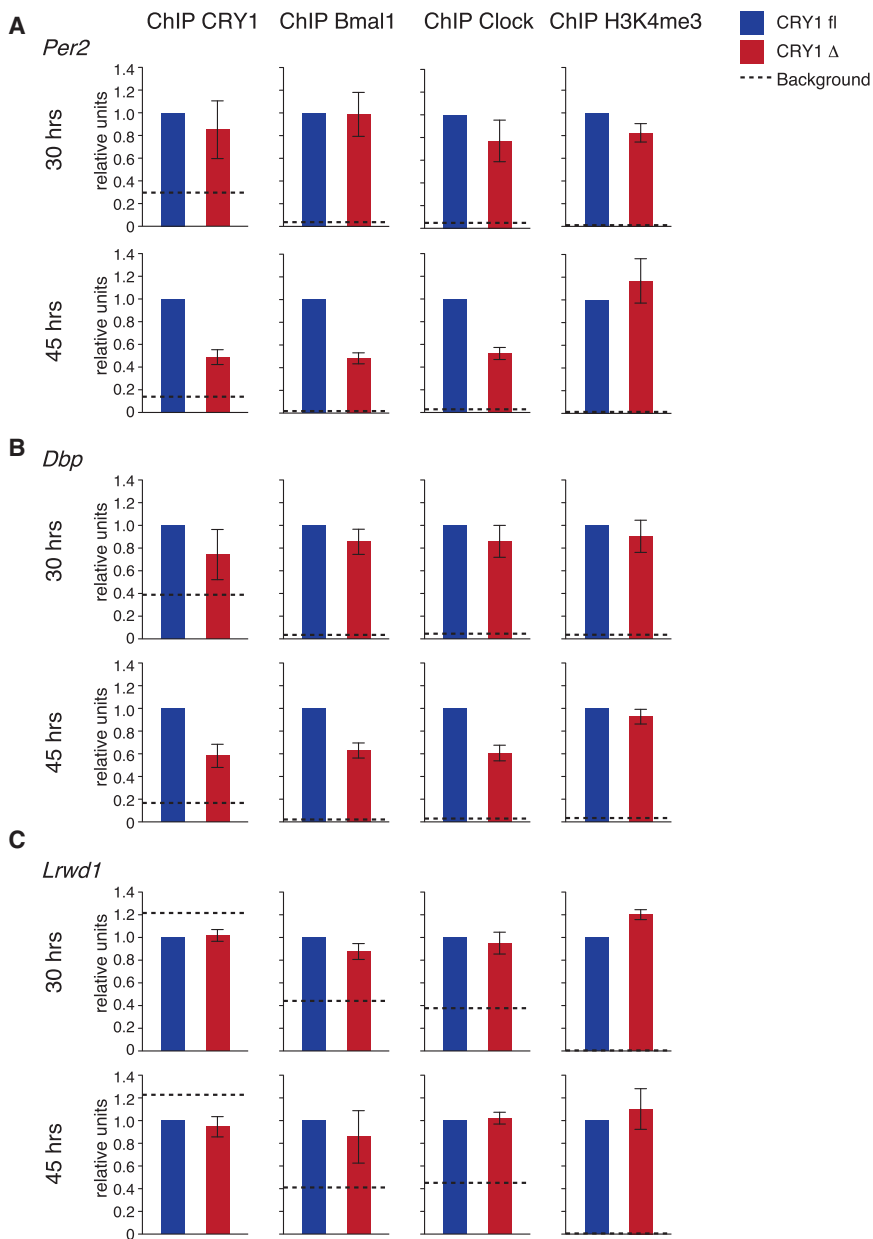 A
ChIP CRY1 ChIP Bmal1 ChIP Clock ChIP H3K4me3
CRY1 fl
CRY1 Δ
Background
Per2
30 hrs
relative units
1.4
1.2
1.0
0.8
0.6
0.4
0.2
0
45 hrs
relative units
1.4
1.2
1.0
0.8
0.6
0.4
0.2
0
B
Dbp
30 hrs
relative units
1.4
1.2
1.0
0.8
0.6
0.4
0.2
0
45 hrs
relative units
1.4
1.2
1.0
0.8
0.6
0.4
0.2
0
C
Lrwd1
30 hrs
relative units
1.4
1.2
1.0
0.8
0.6
0.4
0.2
0
45 hrs
relative units
1.4
1.2
1.0
0.8
0.6
0.4
0.2
0